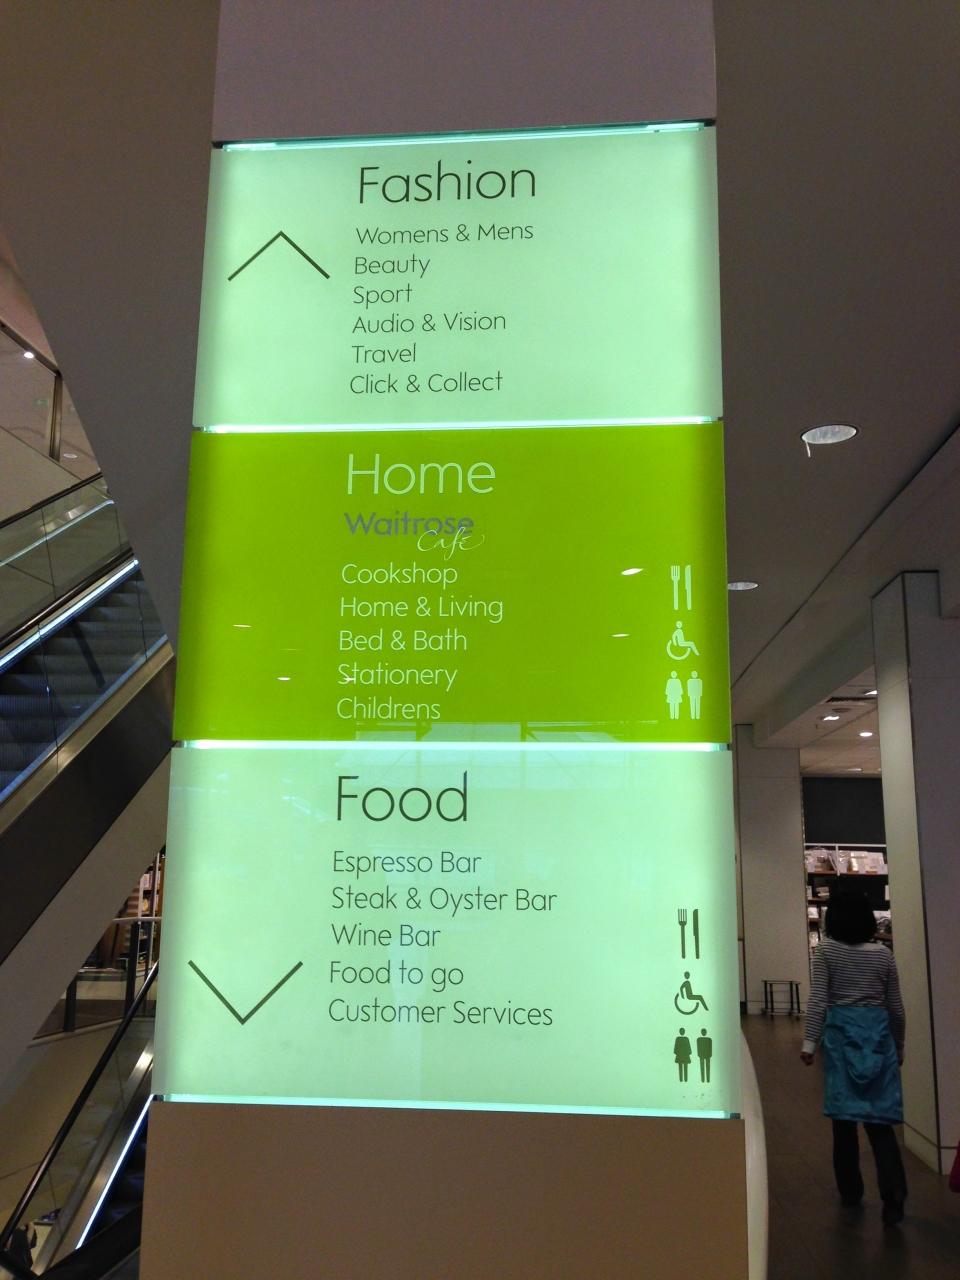 Fashion
Womens & Mens
Beauty
Sport
Audio & Vision
Travel
Click & Collect
Home
Waitrose
Café
Cookshop
Home & Living
Bed & Bath
Stationery
Childrens
Food
Espresso Bar
Steak & Oyster Bar
Wine Bar
Food to go
Customer Services